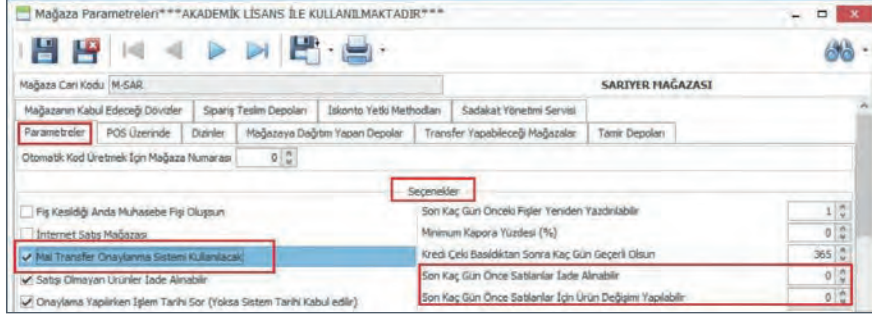 Mağaza Parametreleri***AKADEMİK LİSANS İLE KULLANILMAKTADIR***
Mağaza Cari Kodu M-SAR SARIYER MAĞAZASI
Mağazanın Kabul Edeceği Dövizler Sipariş Teslim Depoları İskonto Yetki Methodları Sadakat Yönetimi Servisi
Parametreler POS Üzerinde Dizinler Mağazaya Dağıtım Yapan Depolar Transfer Yapabileceği Mağazalar Tamir Depoları
Otomatik Kod Üretmek İçin Mağaza Numarası 0
Seçenekler
Fiş Kesildiği Anda Muhasebe Fişi Oluşsun Son Kaç Gün Önceki Fişler Yeniden Yazdırılabilir 1
İnternet Satış Mağazası Minimum Kapora Yüzdesi (%) 0
Mal Transfer Onaylanma Sistemi Kullanılacak Kredi Çeki Basıldıktan Sonra Kaç Gün Geçerli Olsun 365
Satışı Olmayan Ürünler İade Alınabilir Son Kaç Gün Önce Satılanlar İade Alınabilir 0
Onaylama Yapılırken İşlem Tarihi Sor (Yoksa Sistem Tarihi Kabul edilir) Son Kaç Gün Önce Satılanlar İçin Ürün Değişimi Yapılabilir 0